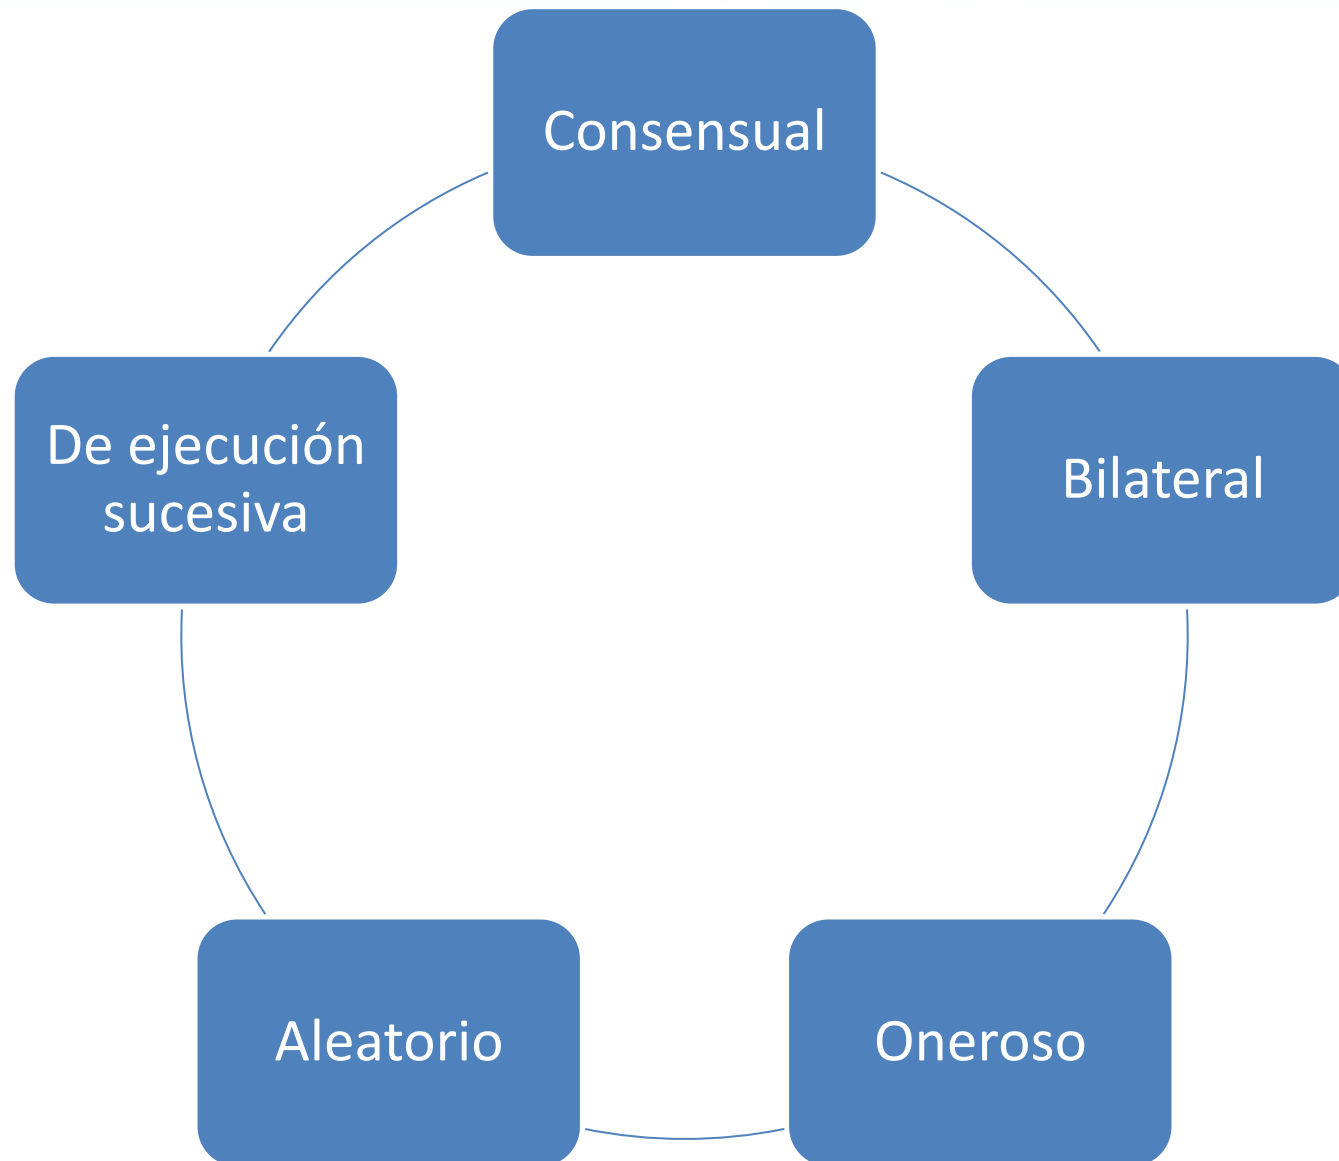 Consensual
Bilateral
Oneroso
Aleatorio
De ejecución
sucesiva